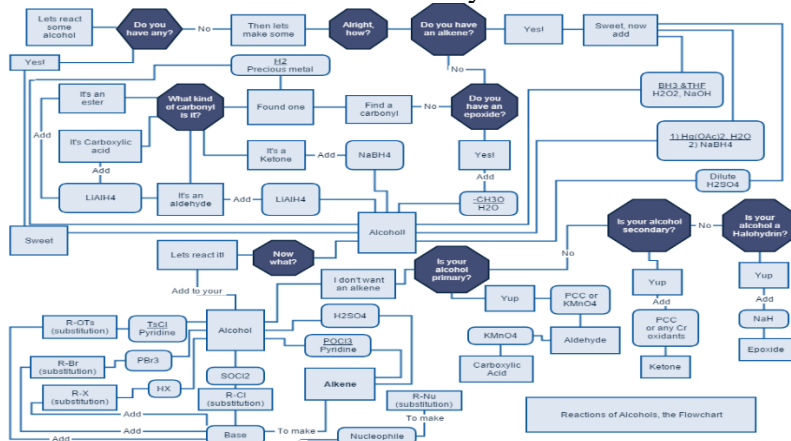 Lets react
some
alcohol
Do you
have any?
No
Then lets
make some
Alright,
how?
Do you have
an alkene?
Yes!
Sweet, now
add
Yes!
H2
Precious metal
No
BH3 &THF
H2O2, NaOH
It's an
ester
What kind
of carbonyl
is it?
Found one
Find a
carbonyl
No
Do you
have an
epoxide?
Add
It's Carboxylic
acid
It's a
Ketone
Add
NaBH4
Yes!
1) Hg(OAc)2, H2O
2) NaBH4
Add
Add
Dilute
H2SO4
LiAlH4
It's an
aldehyde
Add
LiAlH4
-CH3O
H2O
Sweet
Alcohol!
Is your
alcohol
secondary?
No
Is your
alcohol a
Halohydrin?
Lets react it!
Now
what?
No
Add to your
I don't want
an alkene
Is your
alcohol
primary?
Yup
Yup
Yup
PCC or
KMnO4
Add
Add
R-OTs
(substitution)
TsCl
Pyridine
Alcohol
H2SO4
PCC
or any Cr
oxidants
NaH
KMnO4
Aldehyde
POCl3
Pyridine
R-Br
(substitution)
PBr3
Carboxylic
Acid
Ketone
Epoxide
SOCl2
Alkene
R-X
(substitution)
HX
R-Cl
(substitution)
R-Nu
(substitution)
Add
To make
Reactions of Alcohols, the Flowchart
Add
Base
To make
Add
Add
Nucleophile